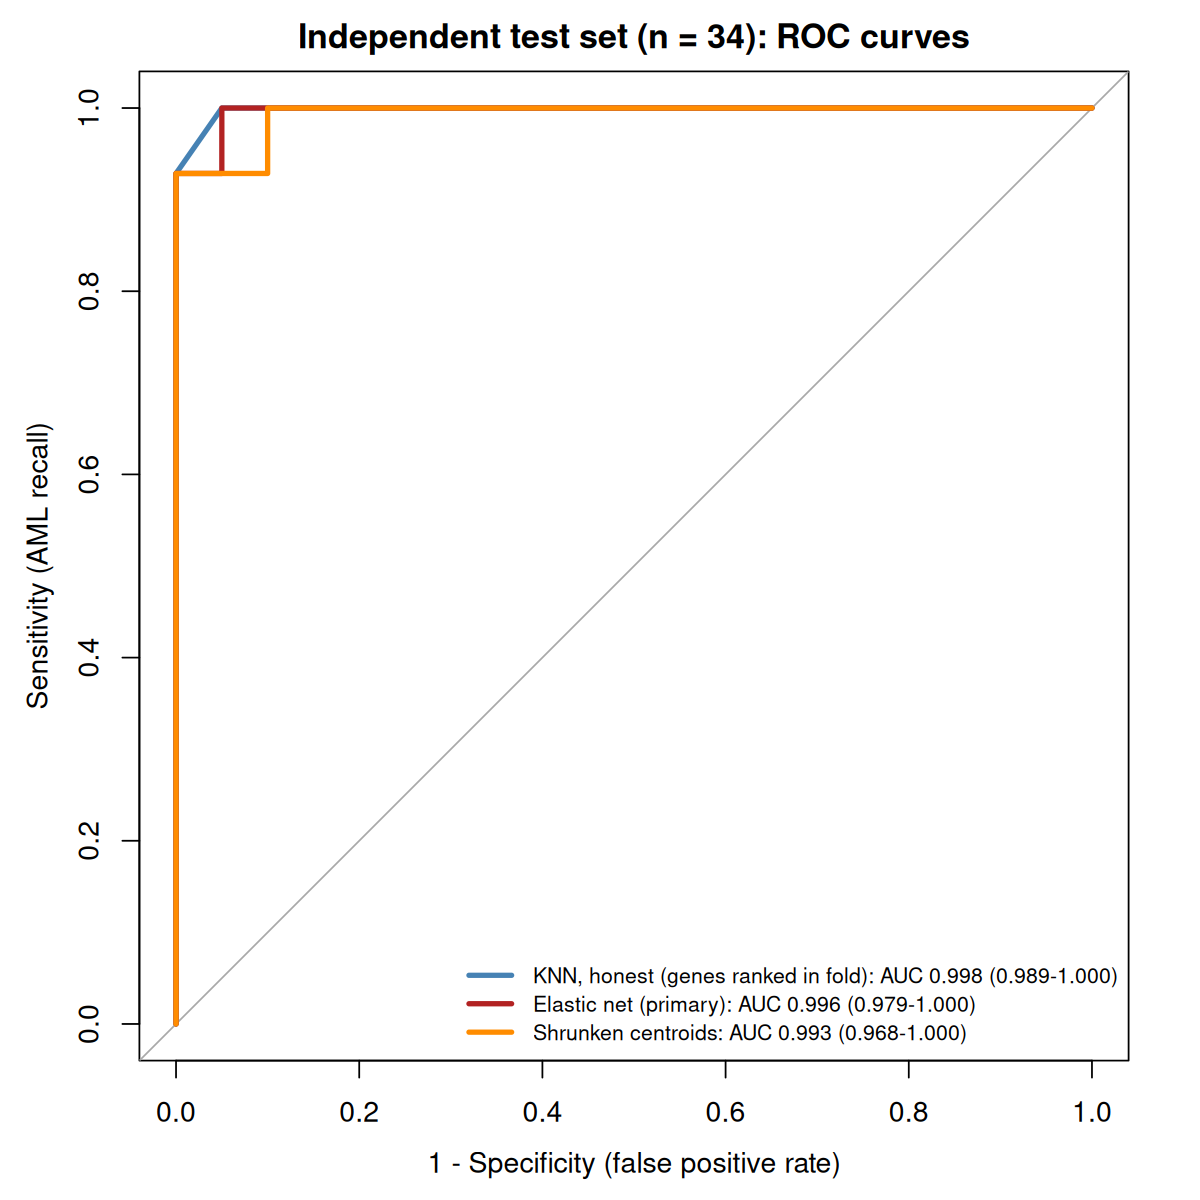 Independent test set (n = 34): ROC curves
Sensitivity (AML recall)
1.0
0.8
0.6
0.4
0.2
0.0
KNN, honest (genes ranked in fold): AUC 0.998 (0.989-1.000)
Elastic net (primary): AUC 0.996 (0.979-1.000)
Shrunken centroids: AUC 0.993 (0.968-1.000)
0.0 0.2 0.4 0.6 0.8 1.0
1 - Specificity (false positive rate)